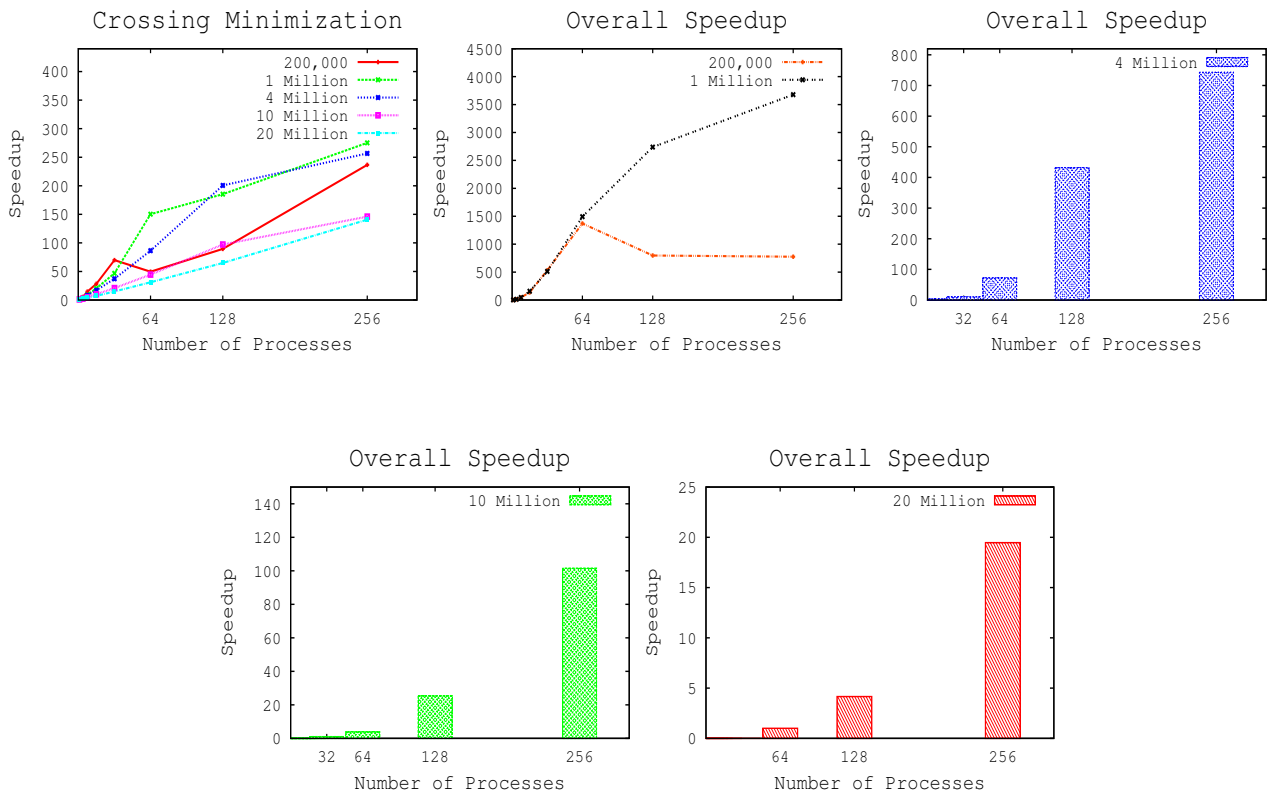 Crossing Minimization
Speedup
400
350
300
250
200
150
100
50
0
200,000
1 Million
4 Million
10 Million
20 Million
64 128 256
Number of Processes
Overall Speedup
Speedup
4500
4000
3500
3000
2500
2000
1500
1000
500
0
200,000
1 Million
64 128 256
Number of Processes
Overall Speedup
Speedup
800
700
600
500
400
300
200
100
0
4 Million
32 64 128 256
Number of Processes
Overall Speedup
Speedup
140
120
100
80
60
40
20
0
10 Million
32 64 128 256
Number of Processes
Overall Speedup
Speedup
25
20
15
10
5
0
20 Million
64 128 256
Number of Processes